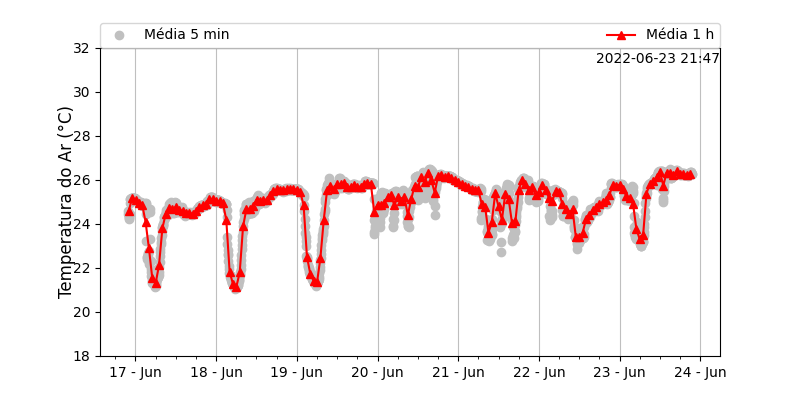 Média 5 min
Média 1 h
2022-06-23 21:47
Temperatura do Ar (°C)
32
30
28
26
24
22
20
18
17 - Jun
18 - Jun
19 - Jun
20 - Jun
21 - Jun
22 - Jun
23 - Jun
24 - Jun